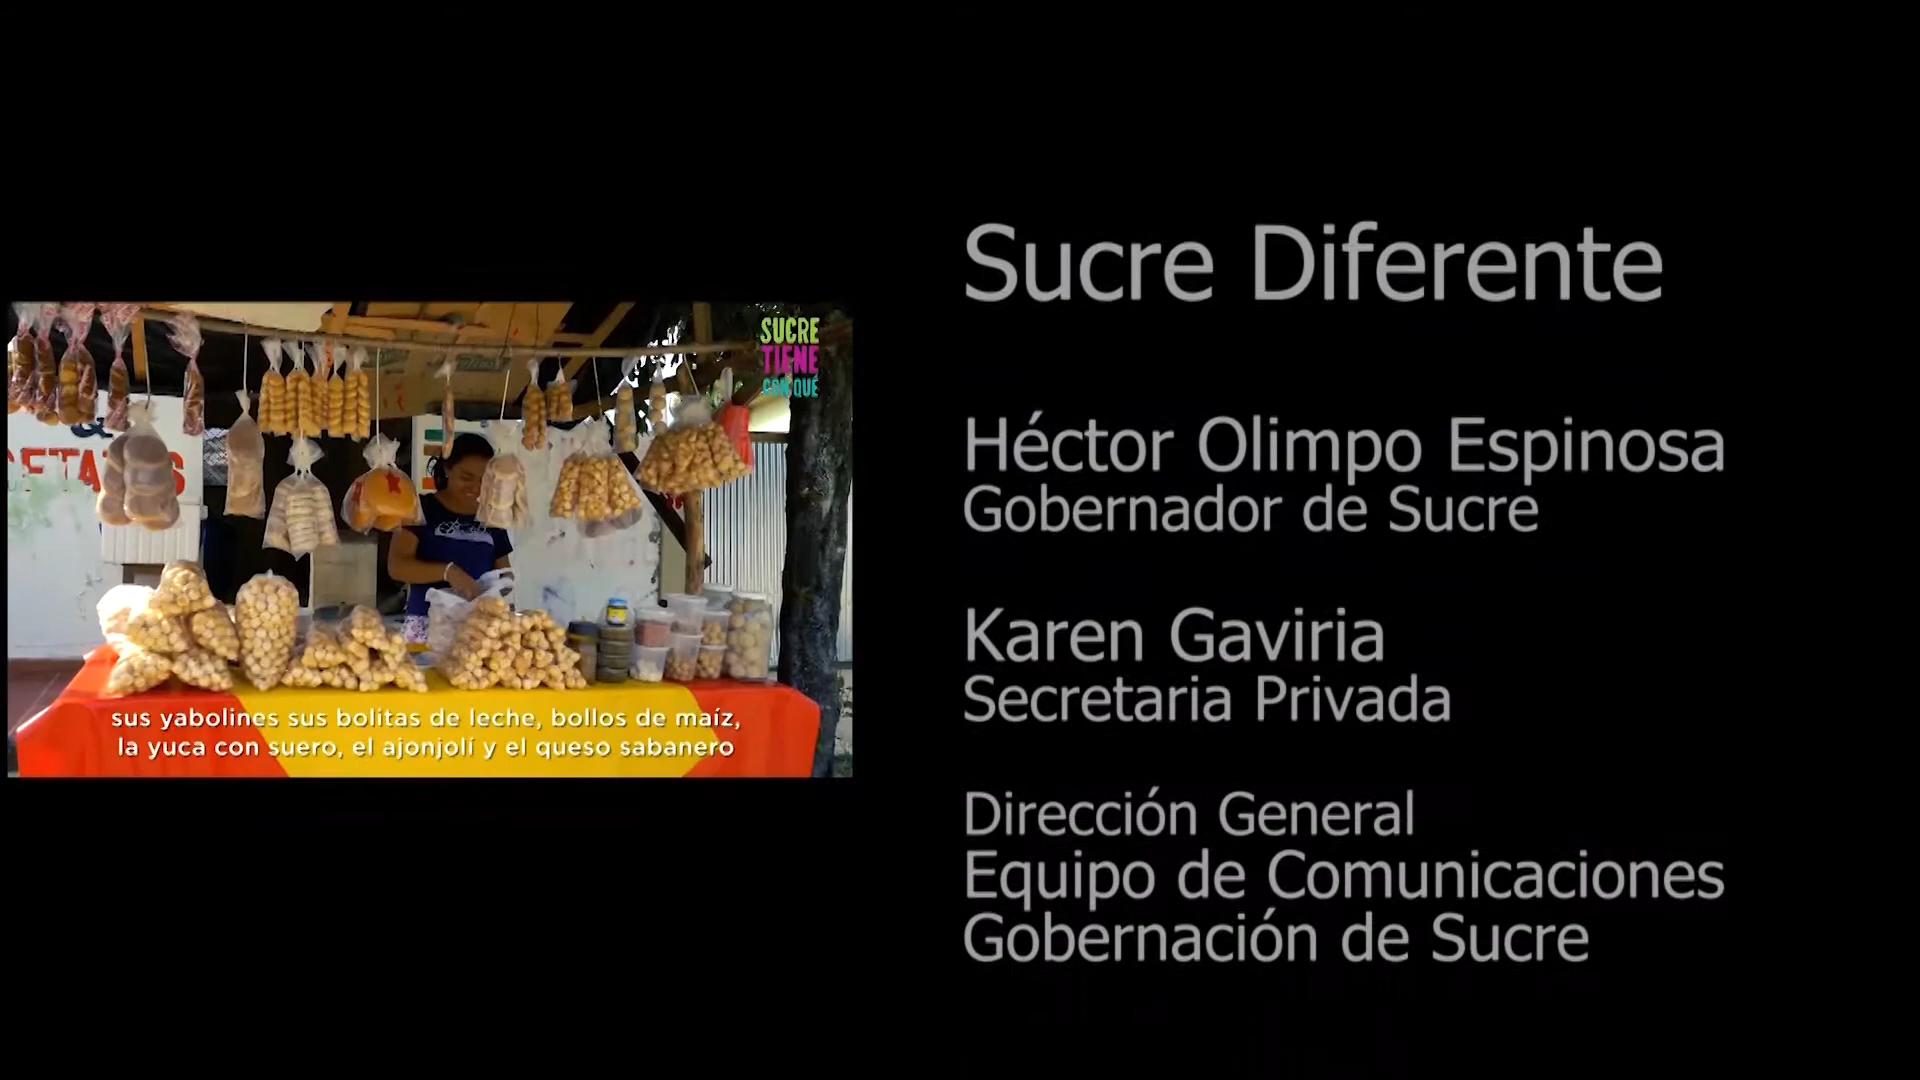 SUCRE
TIENE
CON QUÉ
sus yabolines sus bolitas de leche, bollos de maíz,
la yuca con suero, el ajonjolí y el queso sabanero
Sucre Diferente
Héctor Olimpo Espinosa
Gobernador de Sucre
Karen Gaviria
Secretaria Privada
Dirección General
Equipo de Comunicaciones
Gobernación de Sucre